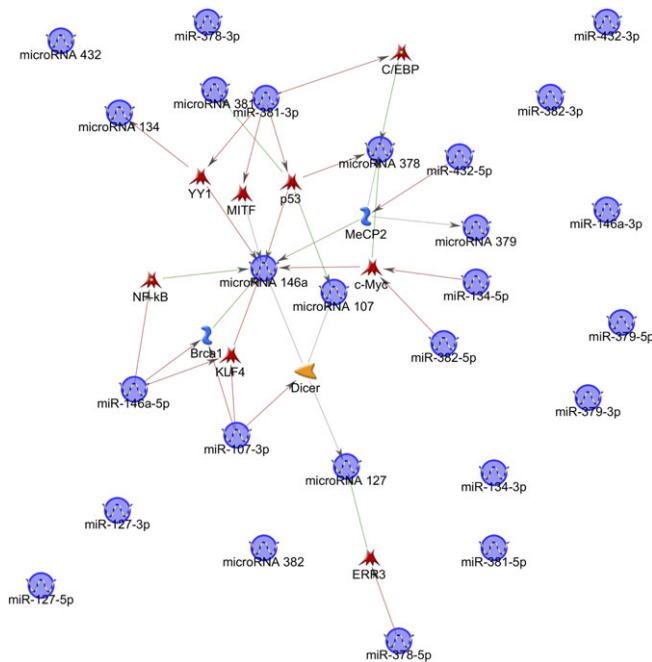 miR-378-3p
miR-432-3p
microRNA 432
C/EBP
microRNA 381
miR-381-3p
miR-382-3p
microRNA 134
microRNA 378
miR-432-5p
YY1
MITF
p53
MeCP2
miR-146a-3p
microRNA 379
microRNA 146a
c-Myc
NF-kB
microRNA 107
miR-134-5p
miR-379-5p
Brca1
miR-382-5p
KLF4
Dicer
miR-146a-5p
miR-379-3p
miR-107-3p
microRNA 127
miR-134-3p
miR-127-3p
microRNA 382
miR-381-5p
ERR3
miR-127-5p
miR-378-5p